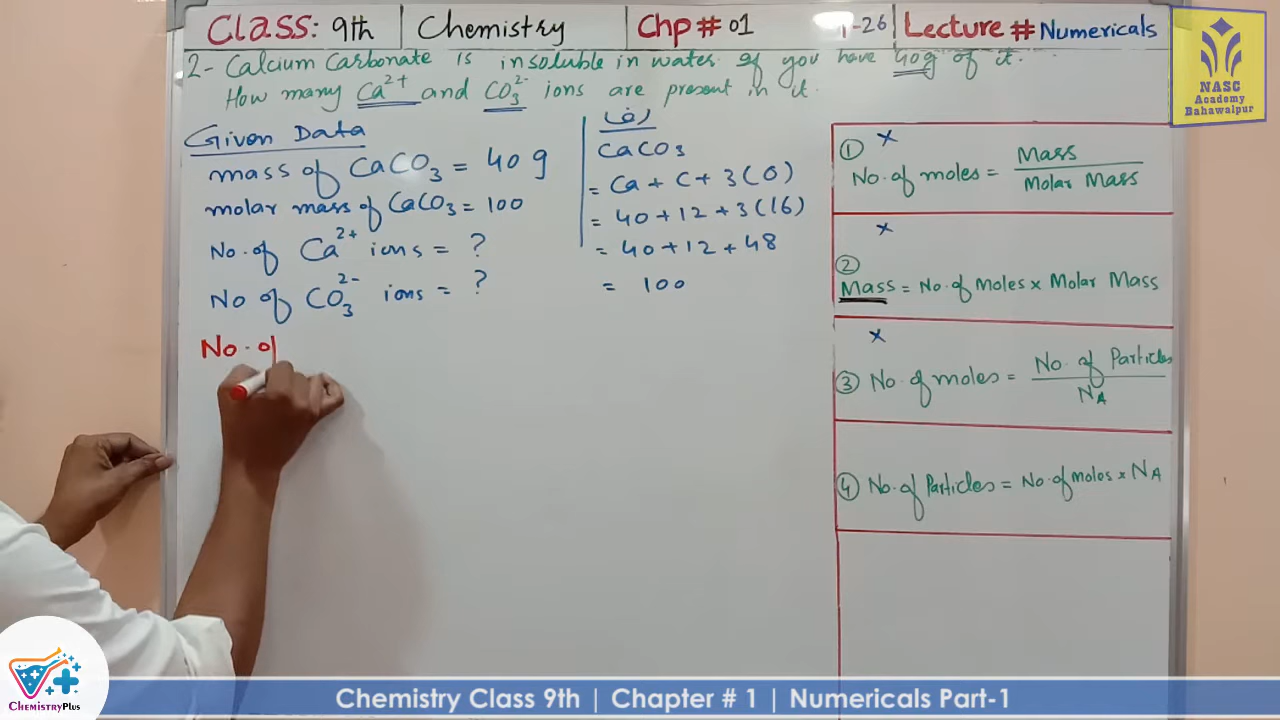 Class: 9th | Chemistry | Chp # 01 1-26 Lecture # Numericals
2- Calcium Carbonate is insoluble in water. If you have 40g of it.
How many Ca²⁺ and CO₃²⁻ ions are present in it.
NASC
Academy
Bahawalpur
Given Data
mass of CaCO₃ = 40 g
molar mass of CaCO₃ = 100
No. of Ca²⁺ ions = ?
No of CO₃²⁻ ions = ?
No. of
رف
CaCO₃
= Ca + C + 3(O)
= 40 + 12 + 3(16)
= 40 + 12 + 48
= 100
① ×
No. of moles = Mass / Molar Mass
×
②
Mass = No. of Moles × Molar Mass
×
③ No. of moles = No. of Particles / N_A
④ No. of Particles = No. of moles × N_A
ChemistryPlus
Chemistry Class 9th | Chapter # 1 | Numericals Part-1